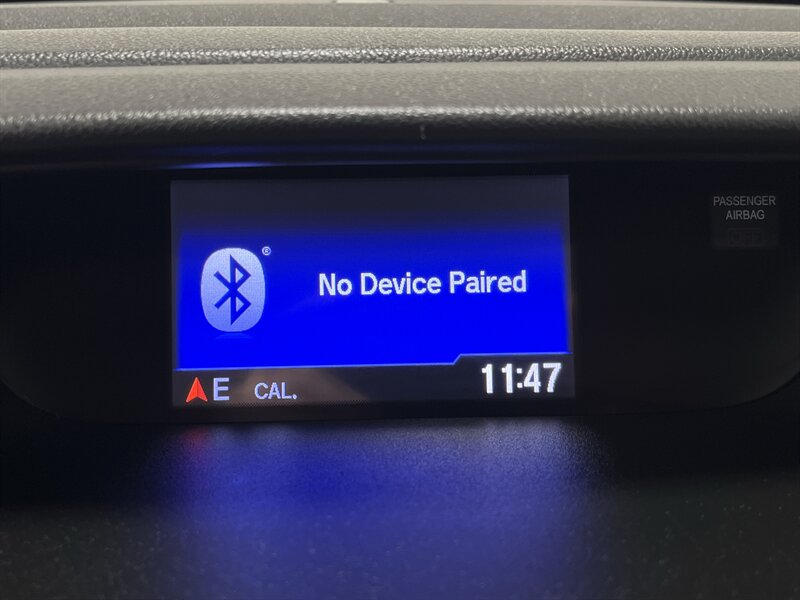 PASSENGER
AIRBAG
®
No Device Paired
E CAL.
11:47